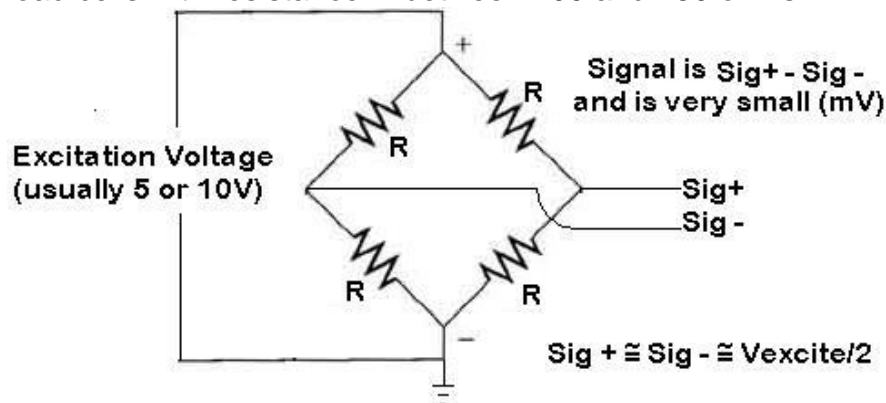 +
R
Signal is Sig+ - Sig -
and is very small (mV)
R
Excitation Voltage
(usually 5 or 10V)
Sig+
Sig -
R
R
-
Sig + ≅ Sig - ≅ Vexcite/2